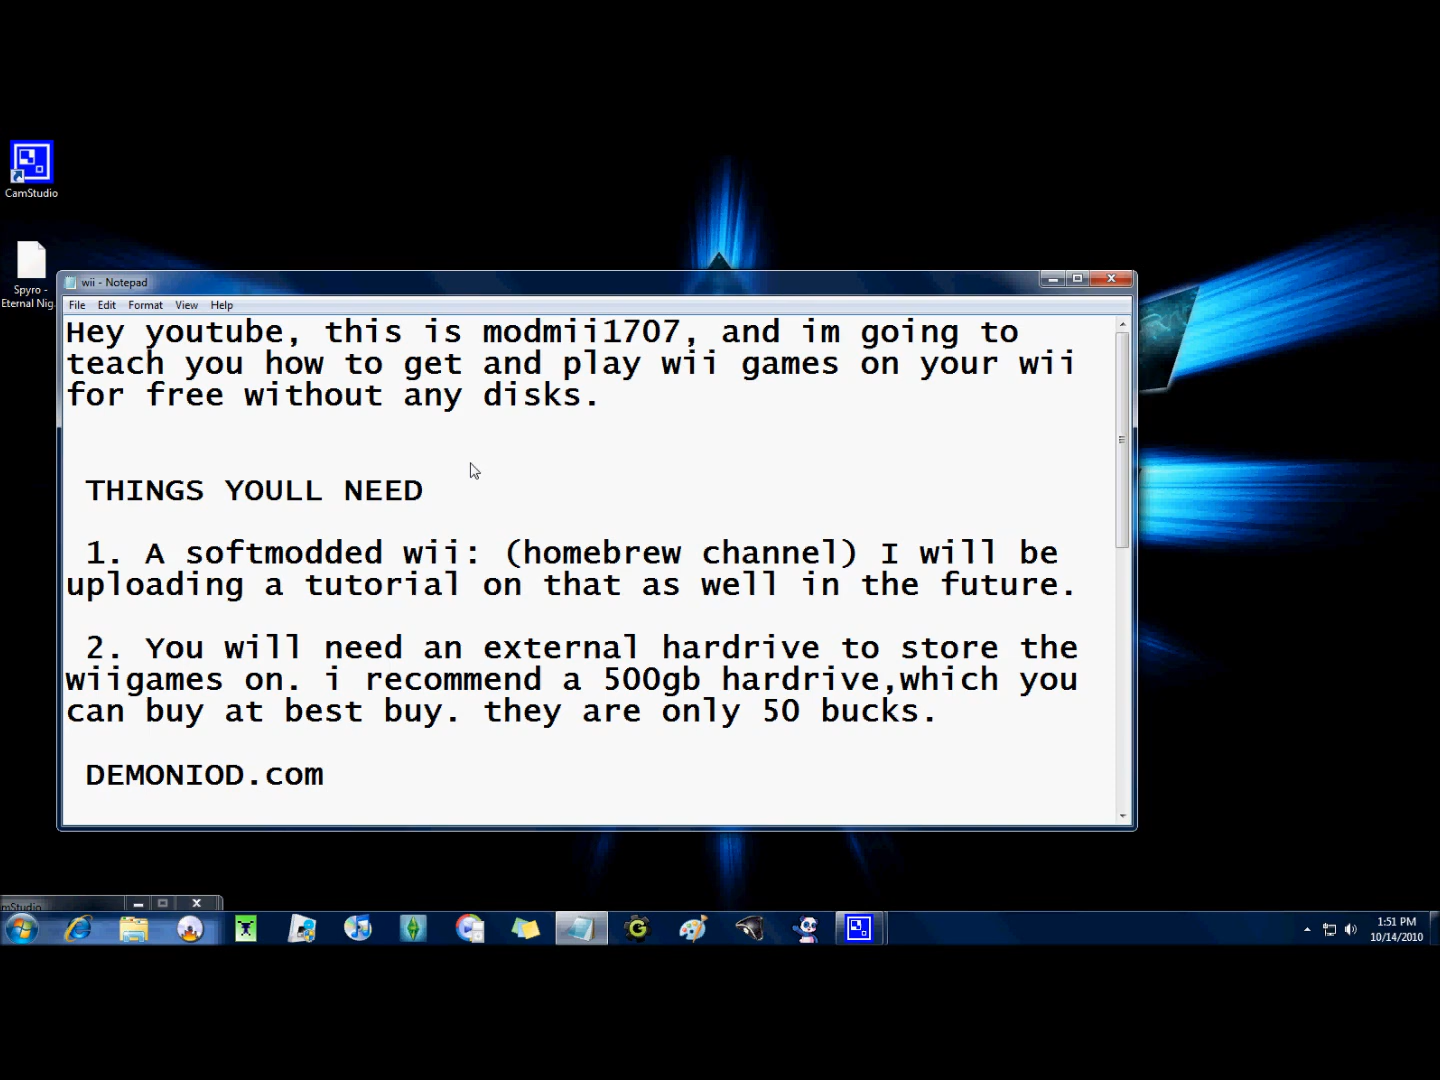 CamStudio
Spyro -
Eternal Nig
wii - Notepad
File Edit Format View Help
Hey youtube, this is modmii1707, and im going to
teach you how to get and play wii games on your wii
for free without any disks.
THINGS YOULL NEED
1. A softmodded wii: (homebrew channel) I will be
uploading a tutorial on that as well in the future.
2. You will need an external hardrive to store the
wiigames on. i recommend a 500gb hardrive,which you
can buy at best buy. they are only 50 bucks.
DEMONIOD.com
mStudio
1:51 PM
10/14/2010